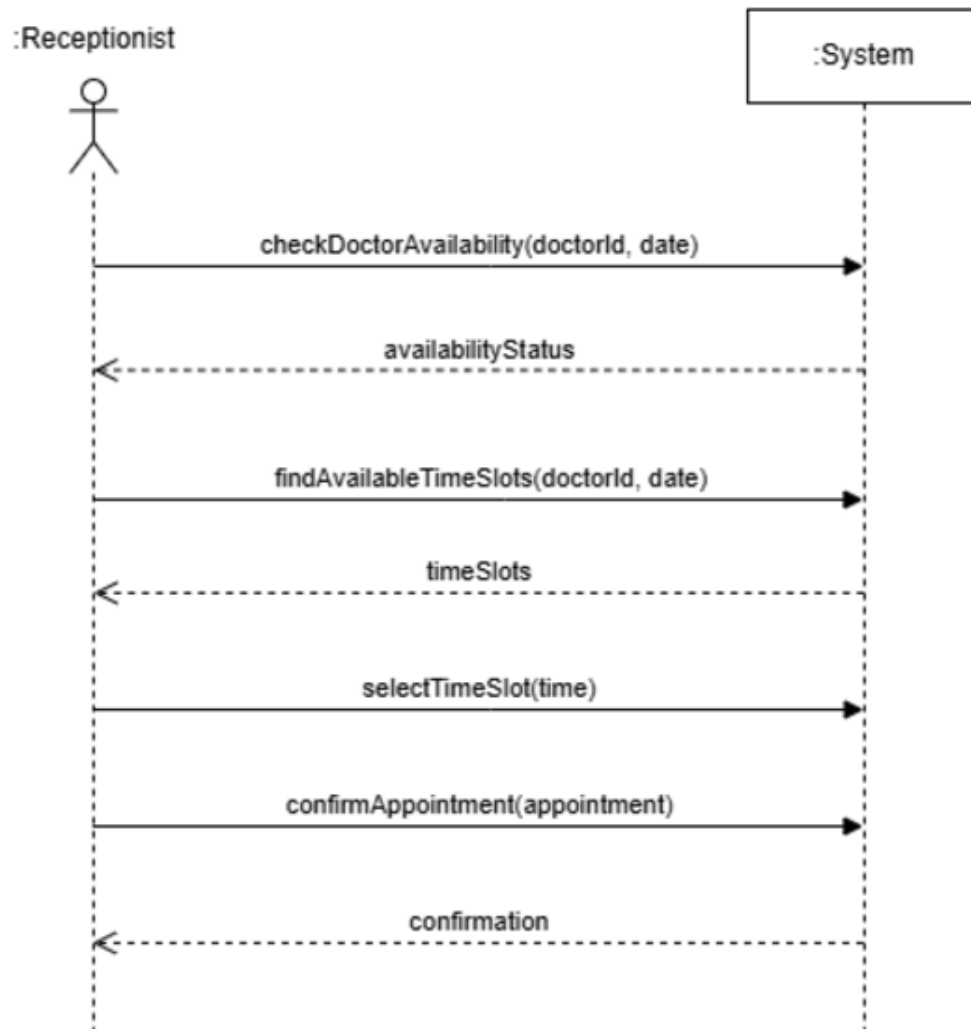 :Receptionist
:System
checkDoctorAvailability(doctorId, date)
availabilityStatus
findAvailableTimeSlots(doctorId, date)
timeSlots
selectTimeSlot(time)
confirmAppointment(appointment)
confirmation